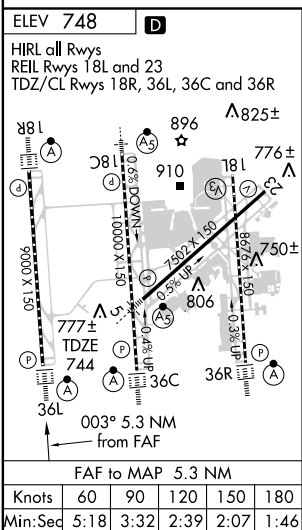 ELEV 748 D
HIRL all Rwys
REIL Rwys 18L and 23
TDZ/CL Rwys 18R, 36L, 36C and 36R
825±
896
18R
A
A5
18C
776±
P
P
0.6% DOWN
910
18L
V3
V
23
9000 X 150
10000 X 150
7502 X 150
0.5% UP
8676 X 150
750±
P
806
5
777±
TDZE
744
A5
0.4% UP
0.3% UP
P
P
P
A
A
A
36L
36C
36R
003° 5.3 NM
from FAF
FAF to MAP 5.3 NM
Knots 60 90 120 150 180
Min:Sec 5:18 3:32 2:39 2:07 1:46